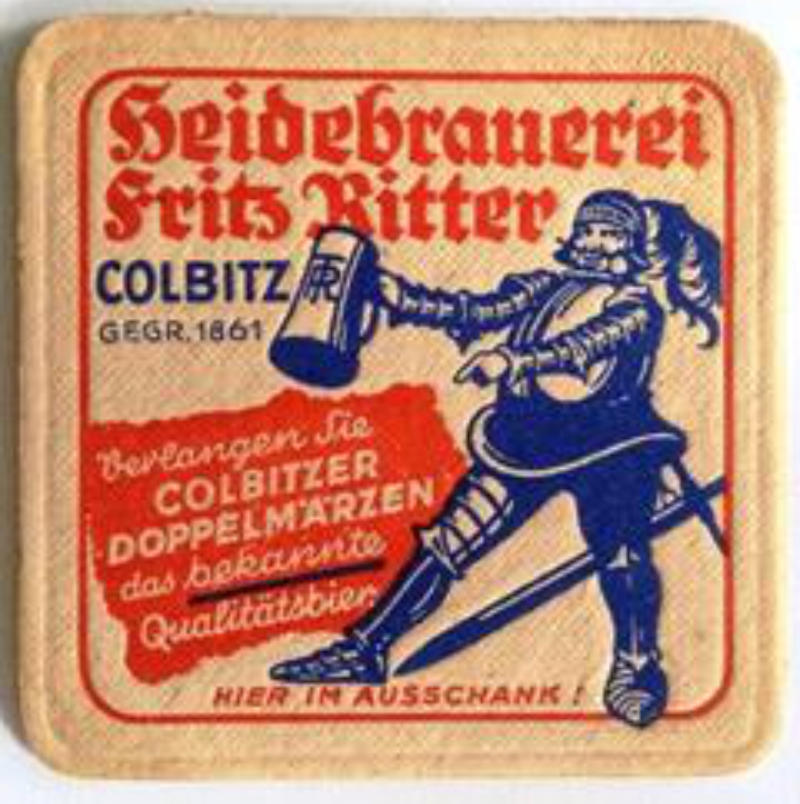 Heidebrauerei
Fritz Ritter
COLBITZ
GEGR. 1861
Verlangen Sie
COLBITZER
DOPPELMÄRZEN
das bekannte
Qualitätsbier.
HIER IM AUSSCHANK!